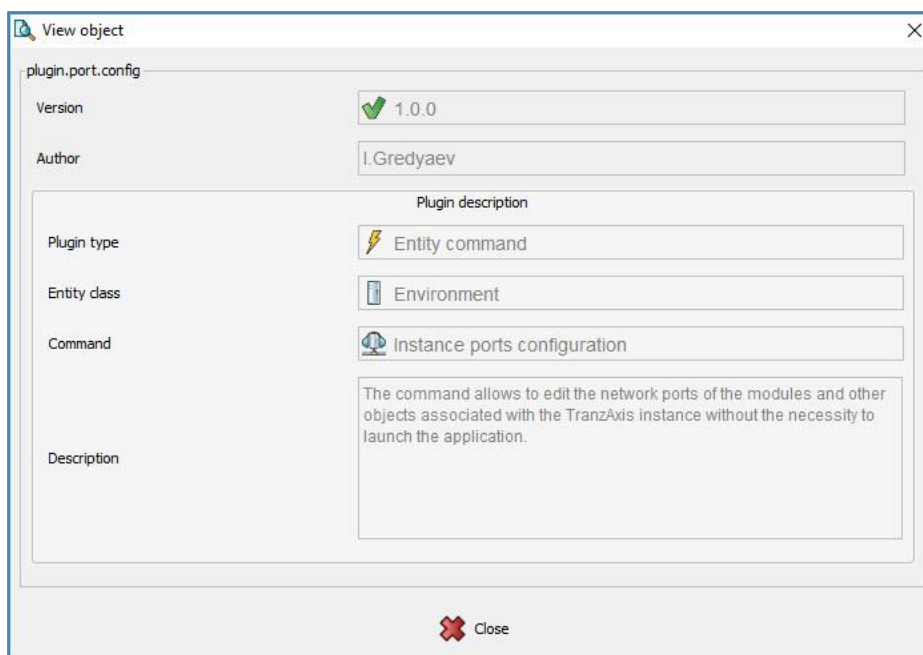 View object
plugin.port.config
Version
1.0.0
Author
I.Gredyaev
Plugin description
Plugin type
Entity command
Entity class
Environment
Command
Instance ports configuration
Description
The command allows to edit the network ports of the modules and other
objects associated with the TranzAxis instance without the necessity to
launch the application.
Close